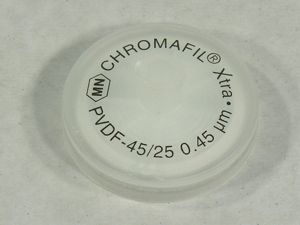 MN CHROMAFIL® Xtra
PVDF-45/25 0.45 µm •